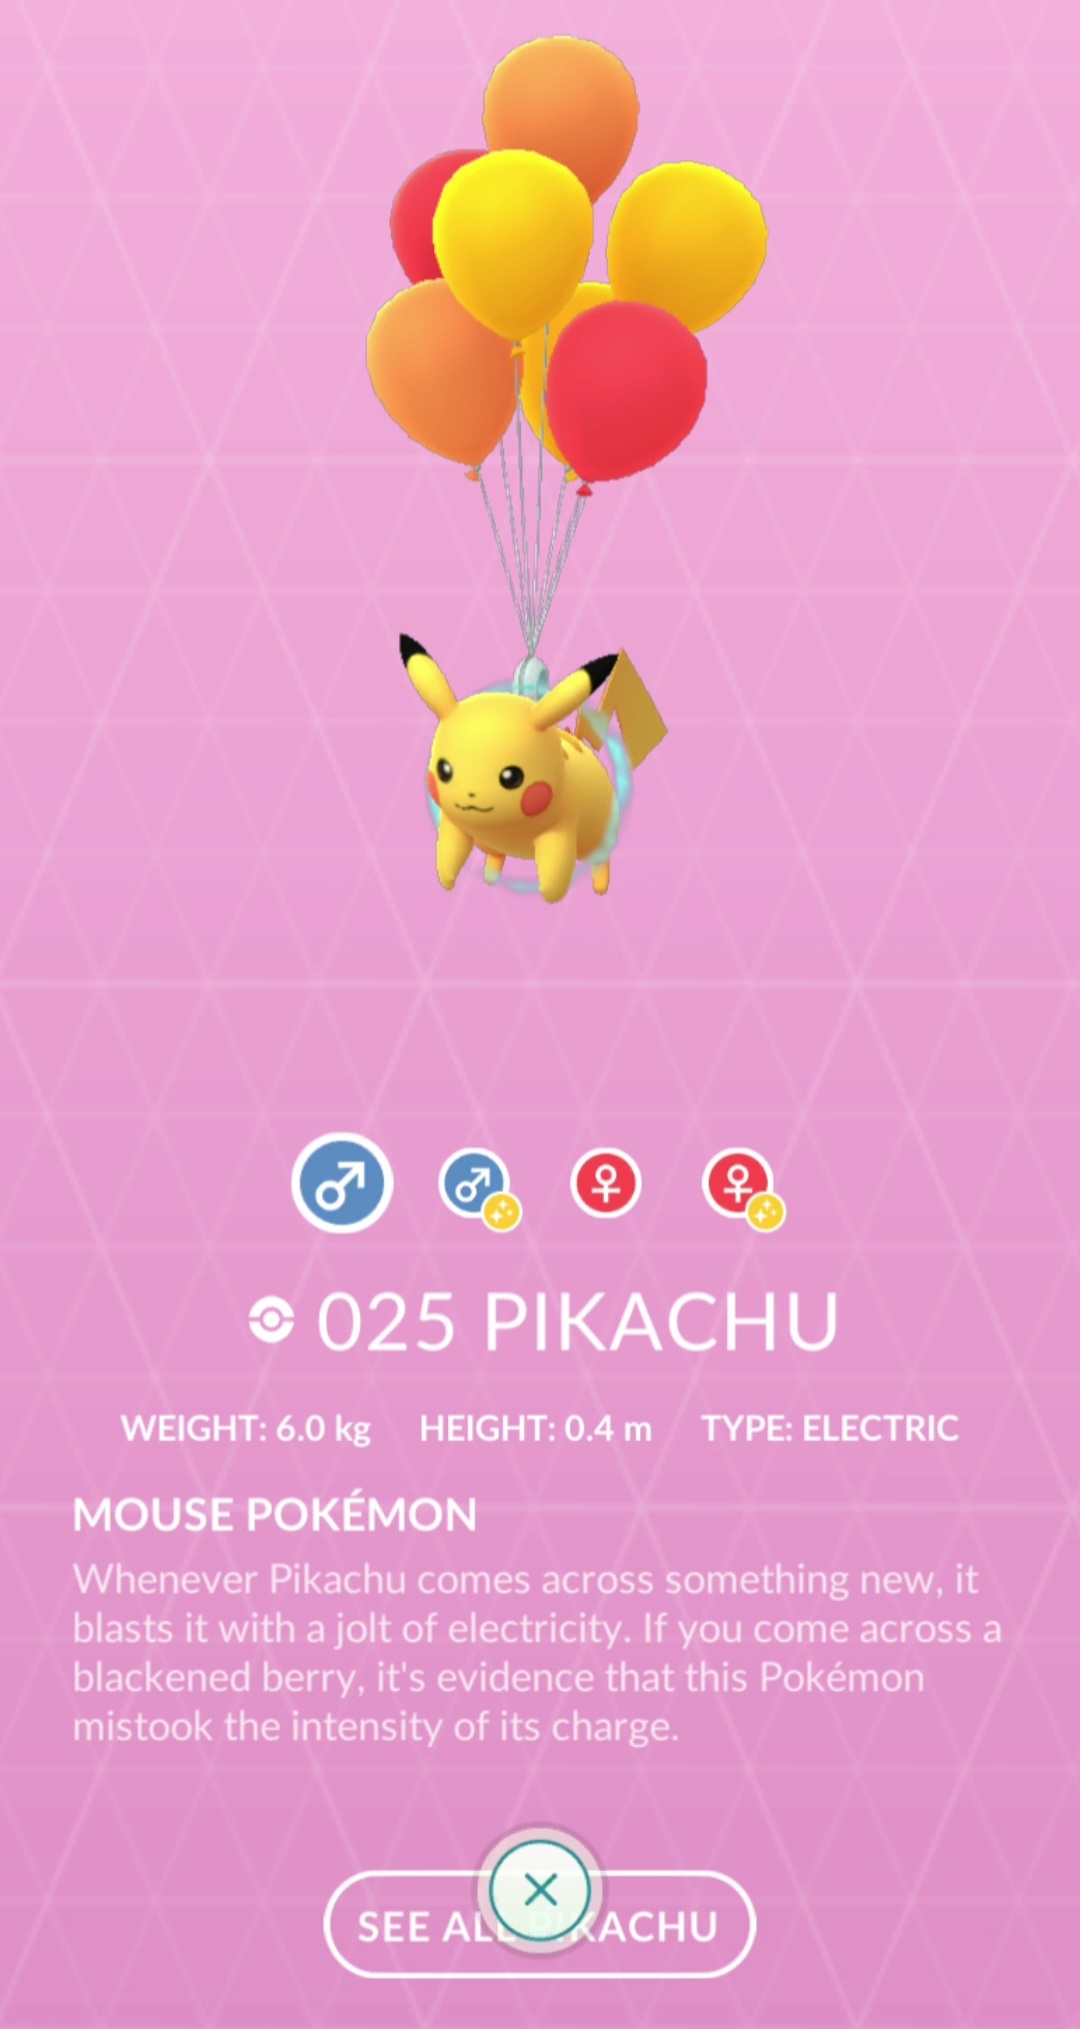 025 PIKACHU
WEIGHT: 6.0 kg HEIGHT: 0.4 m TYPE: ELECTRIC
MOUSE POKÉMON
Whenever Pikachu comes across something new, it
blasts it with a jolt of electricity. If you come across a
blackened berry, it's evidence that this Pokémon
mistook the intensity of its charge.
SEE ALL PIKACHU